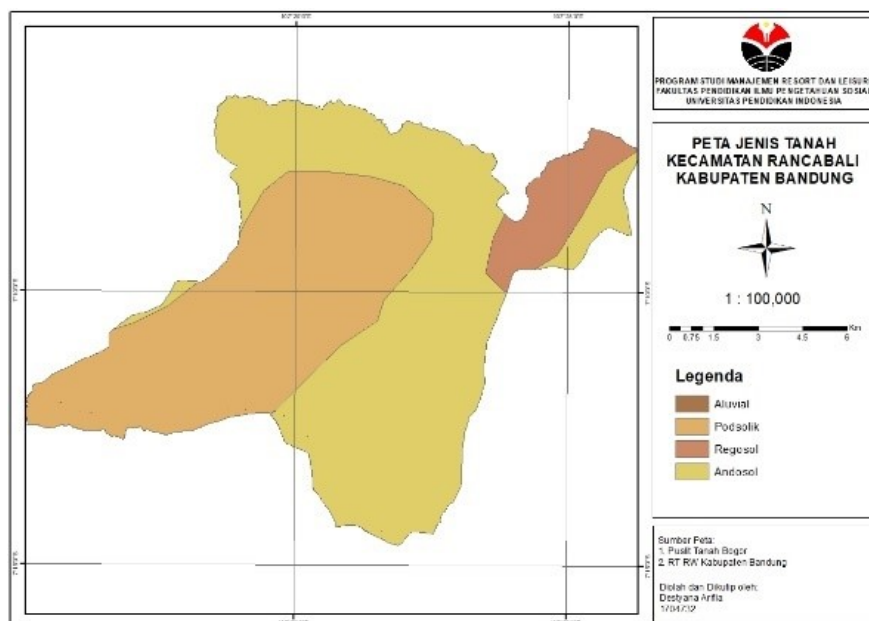 PROGRAM STUDI MANAJEMEN RESORT DAN LEISURE
FAKULTAS PENDIDIKAN ILMU PENGETAHUAN SOSIAL
UNIVERSITAS PENDIDIKAN INDONESIA
PETA JENIS TANAH
KECAMATAN RANCABALI
KABUPATEN BANDUNG
N
1 : 100,000
0 0.75 1.5 3 4.5 6 Km
Legenda
Aluvial
Podsolik
Regosol
Andosol
Sumber Peta:
1. Puslit Tanah Bogor
2. RT RW Kabupaten Bandung
Diolah dan Dikutip oleh:
Destyana Arifia
1704732